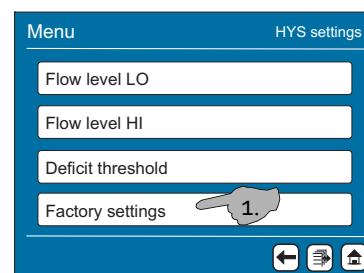 Menu HYS settings
Flow level LO
Flow level HI
Deficit threshold
Factory settings 1.